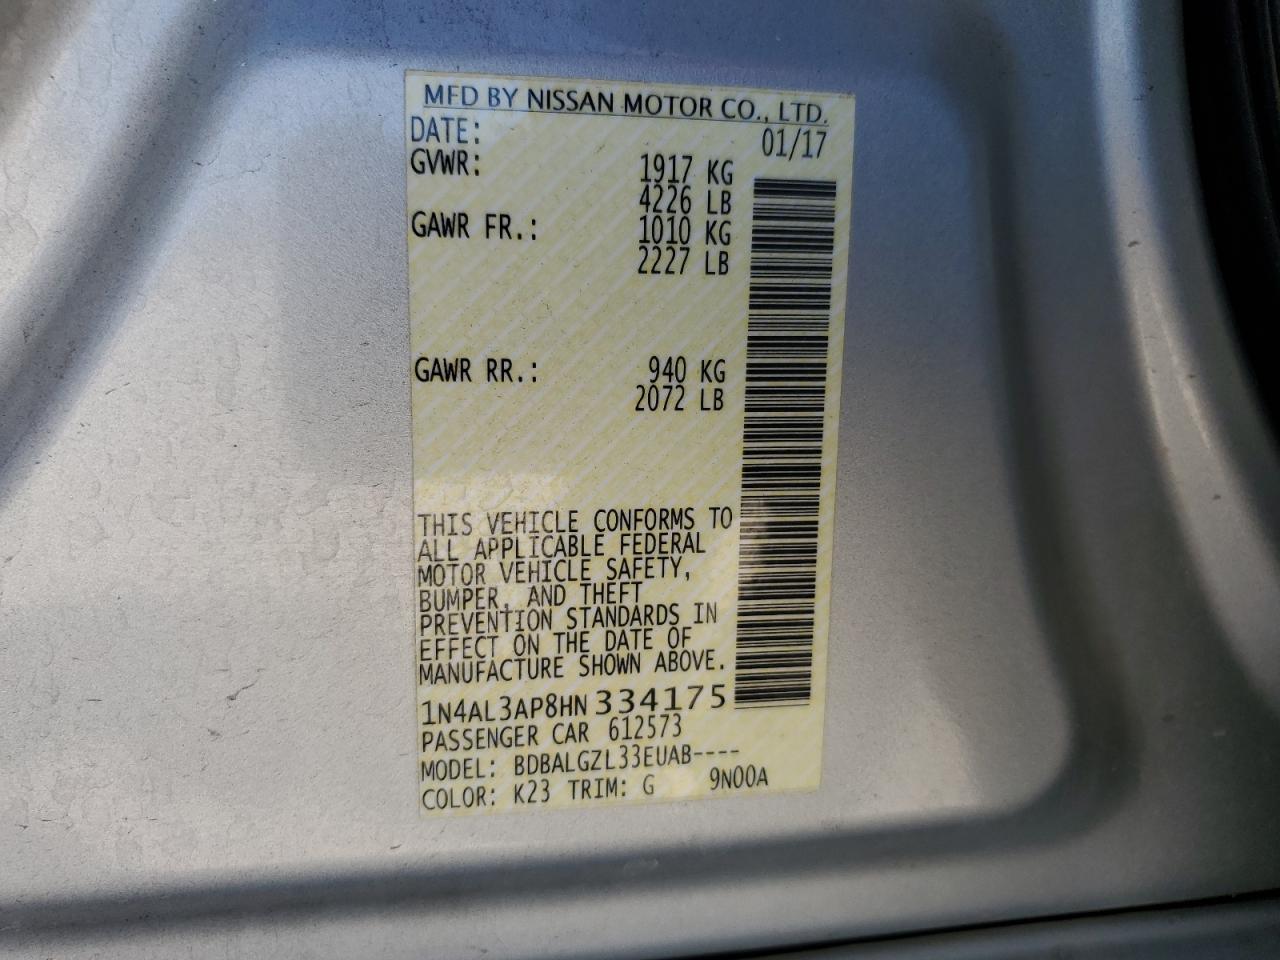 MFD BY NISSAN MOTOR CO., LTD.
DATE: 01/17
GVWR: 1917 KG
4226 LB
GAWR FR.: 1010 KG
2227 LB
GAWR RR.: 940 KG
2072 LB
THIS VEHICLE CONFORMS TO
ALL APPLICABLE FEDERAL
MOTOR VEHICLE SAFETY,
BUMPER, AND THEFT
PREVENTION STANDARDS IN
EFFECT ON THE DATE OF
MANUFACTURE SHOWN ABOVE.
1N4AL3AP8HN 334175
PASSENGER CAR 612573
MODEL: BDBALGZL33EUAB----
COLOR: K23 TRIM: G 9N00A